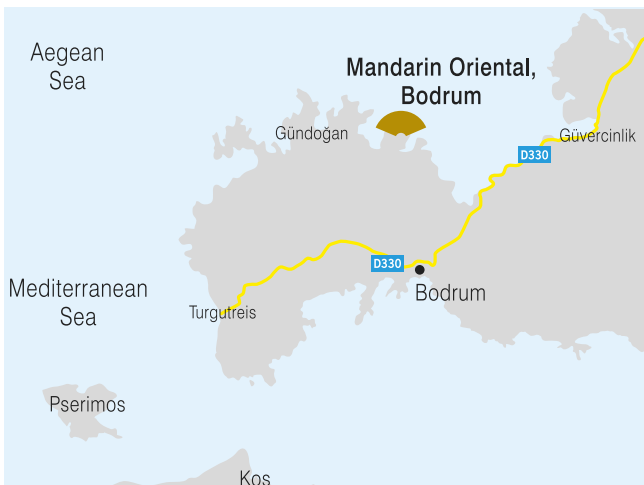 Aegean
Sea
Mandarin Oriental,
Bodrum
Gündoğan
Güvercinlik
D330
D330
Mediterranean
Sea
Bodrum
Turgutreis
Pserimos
Kos